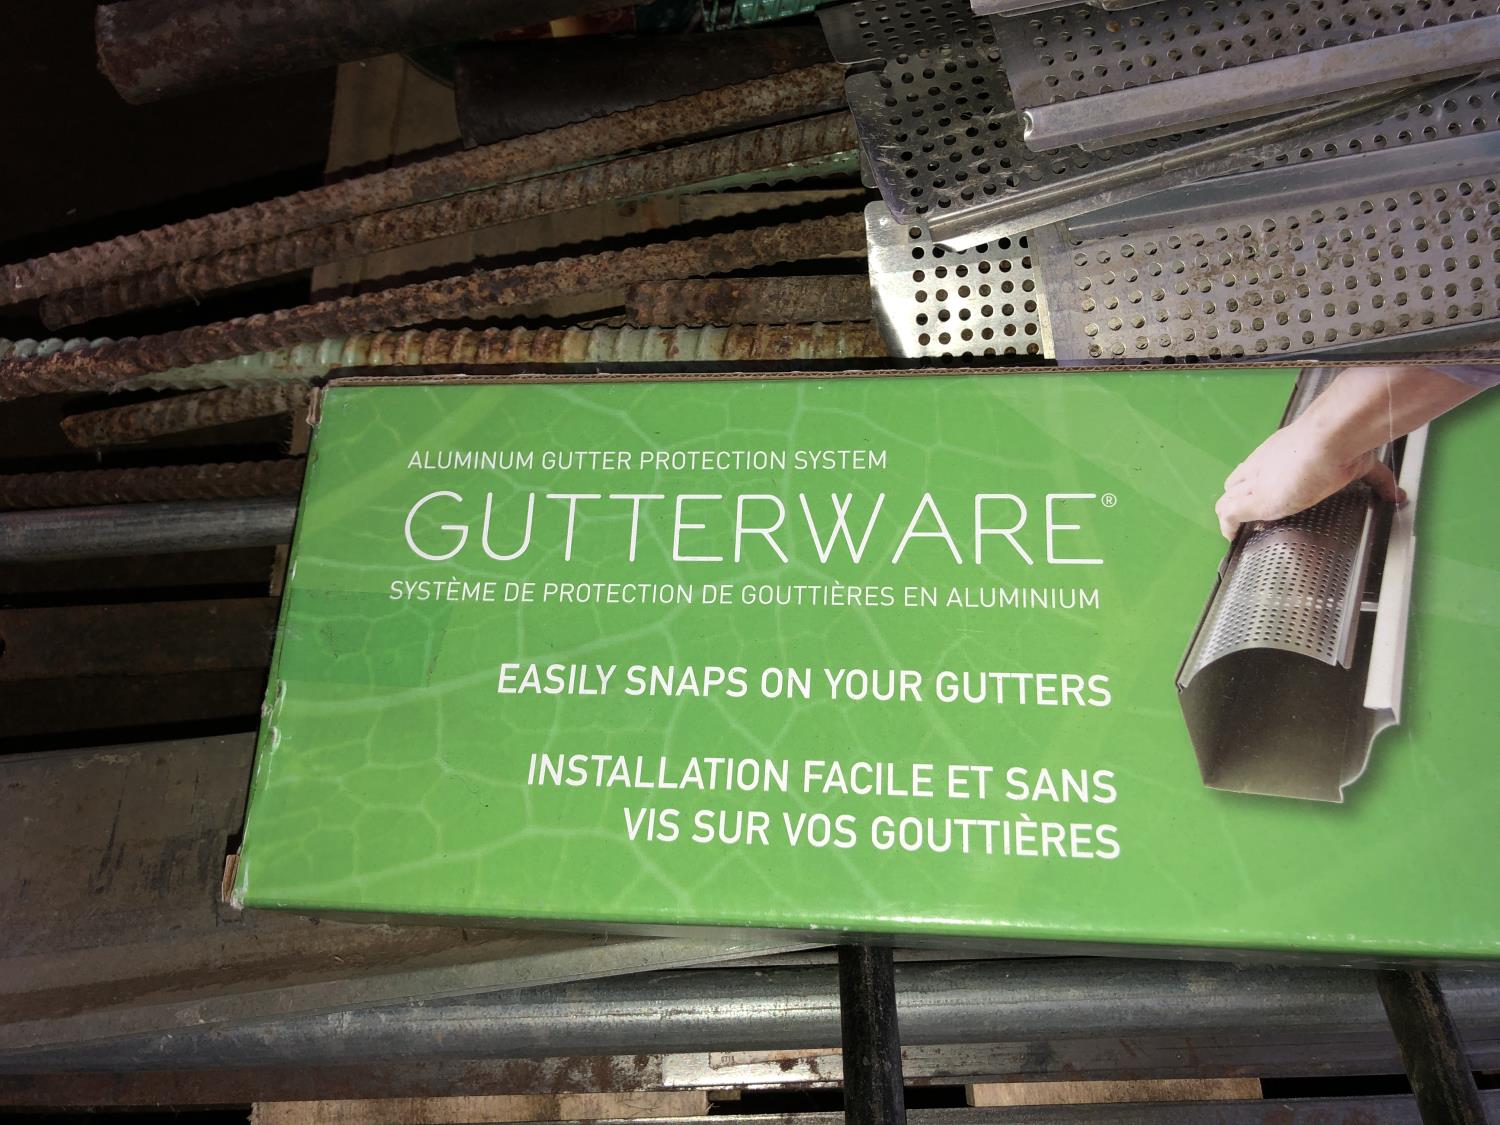 ALUMINUM GUTTER PROTECTION SYSTEM
GUTTERWARE®
SYSTÈME DE PROTECTION DE GOUTTIÈRES EN ALUMINIUM
EASILY SNAPS ON YOUR GUTTERS
INSTALLATION FACILE ET SANS
VIS SUR VOS GOUTTIÈRES